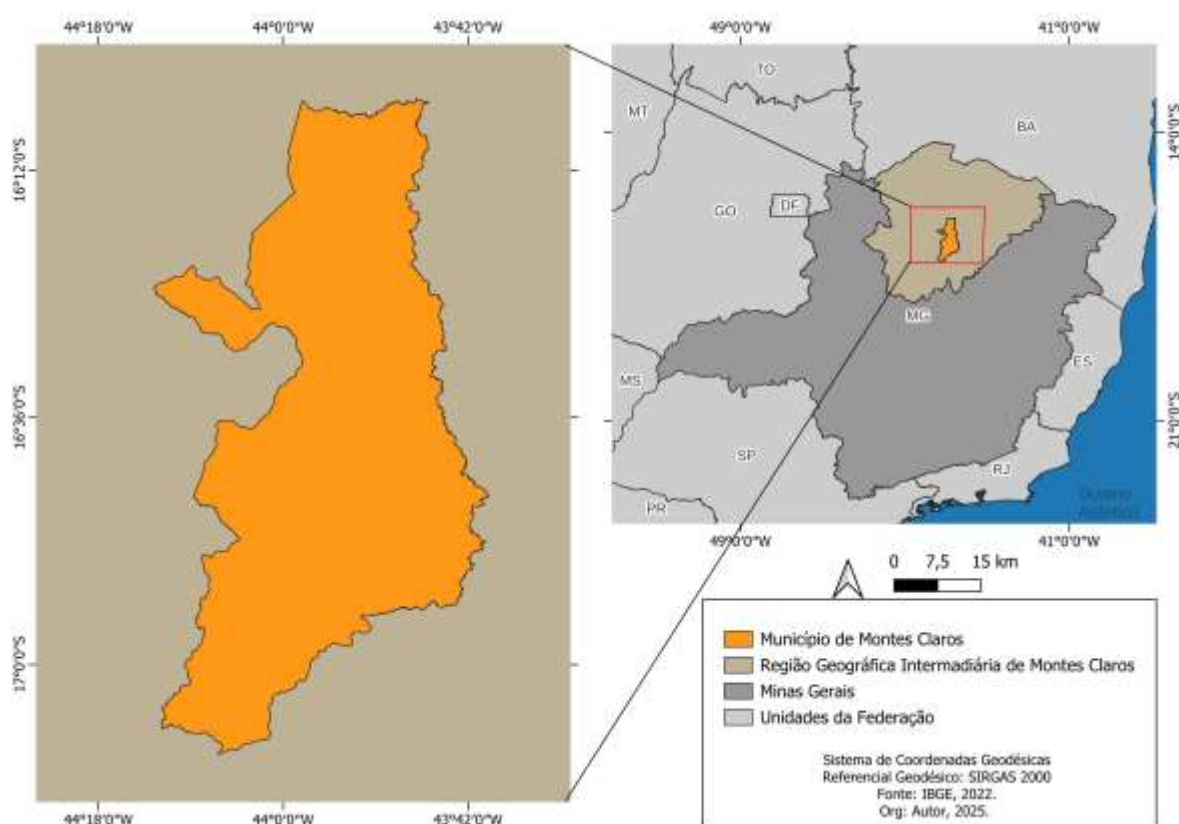 44°18'0"W 44°0'0"W 43°42'0"W
16°12'0"S
16°36'0"S
17°0'0"S
44°18'0"W 44°0'0"W 43°42'0"W
49°0'0"W 41°0'0"W
14°0'0"S
21°0'0"S
TO
MT
BA
GO
DF
MG
MS
ES
SP
RJ
PR
Oceano
Atlântico
49°0'0"W 41°0'0"W
0 7,5 15 km
Município de Montes Claros
Região Geográfica Intermadiária de Montes Claros
Minas Gerais
Unidades da Federação
Sistema de Coordenadas Geodésicas
Referencial Geodésico: SIRGAS 2000
Fonte: IBGE, 2022.
Org: Autor, 2025.